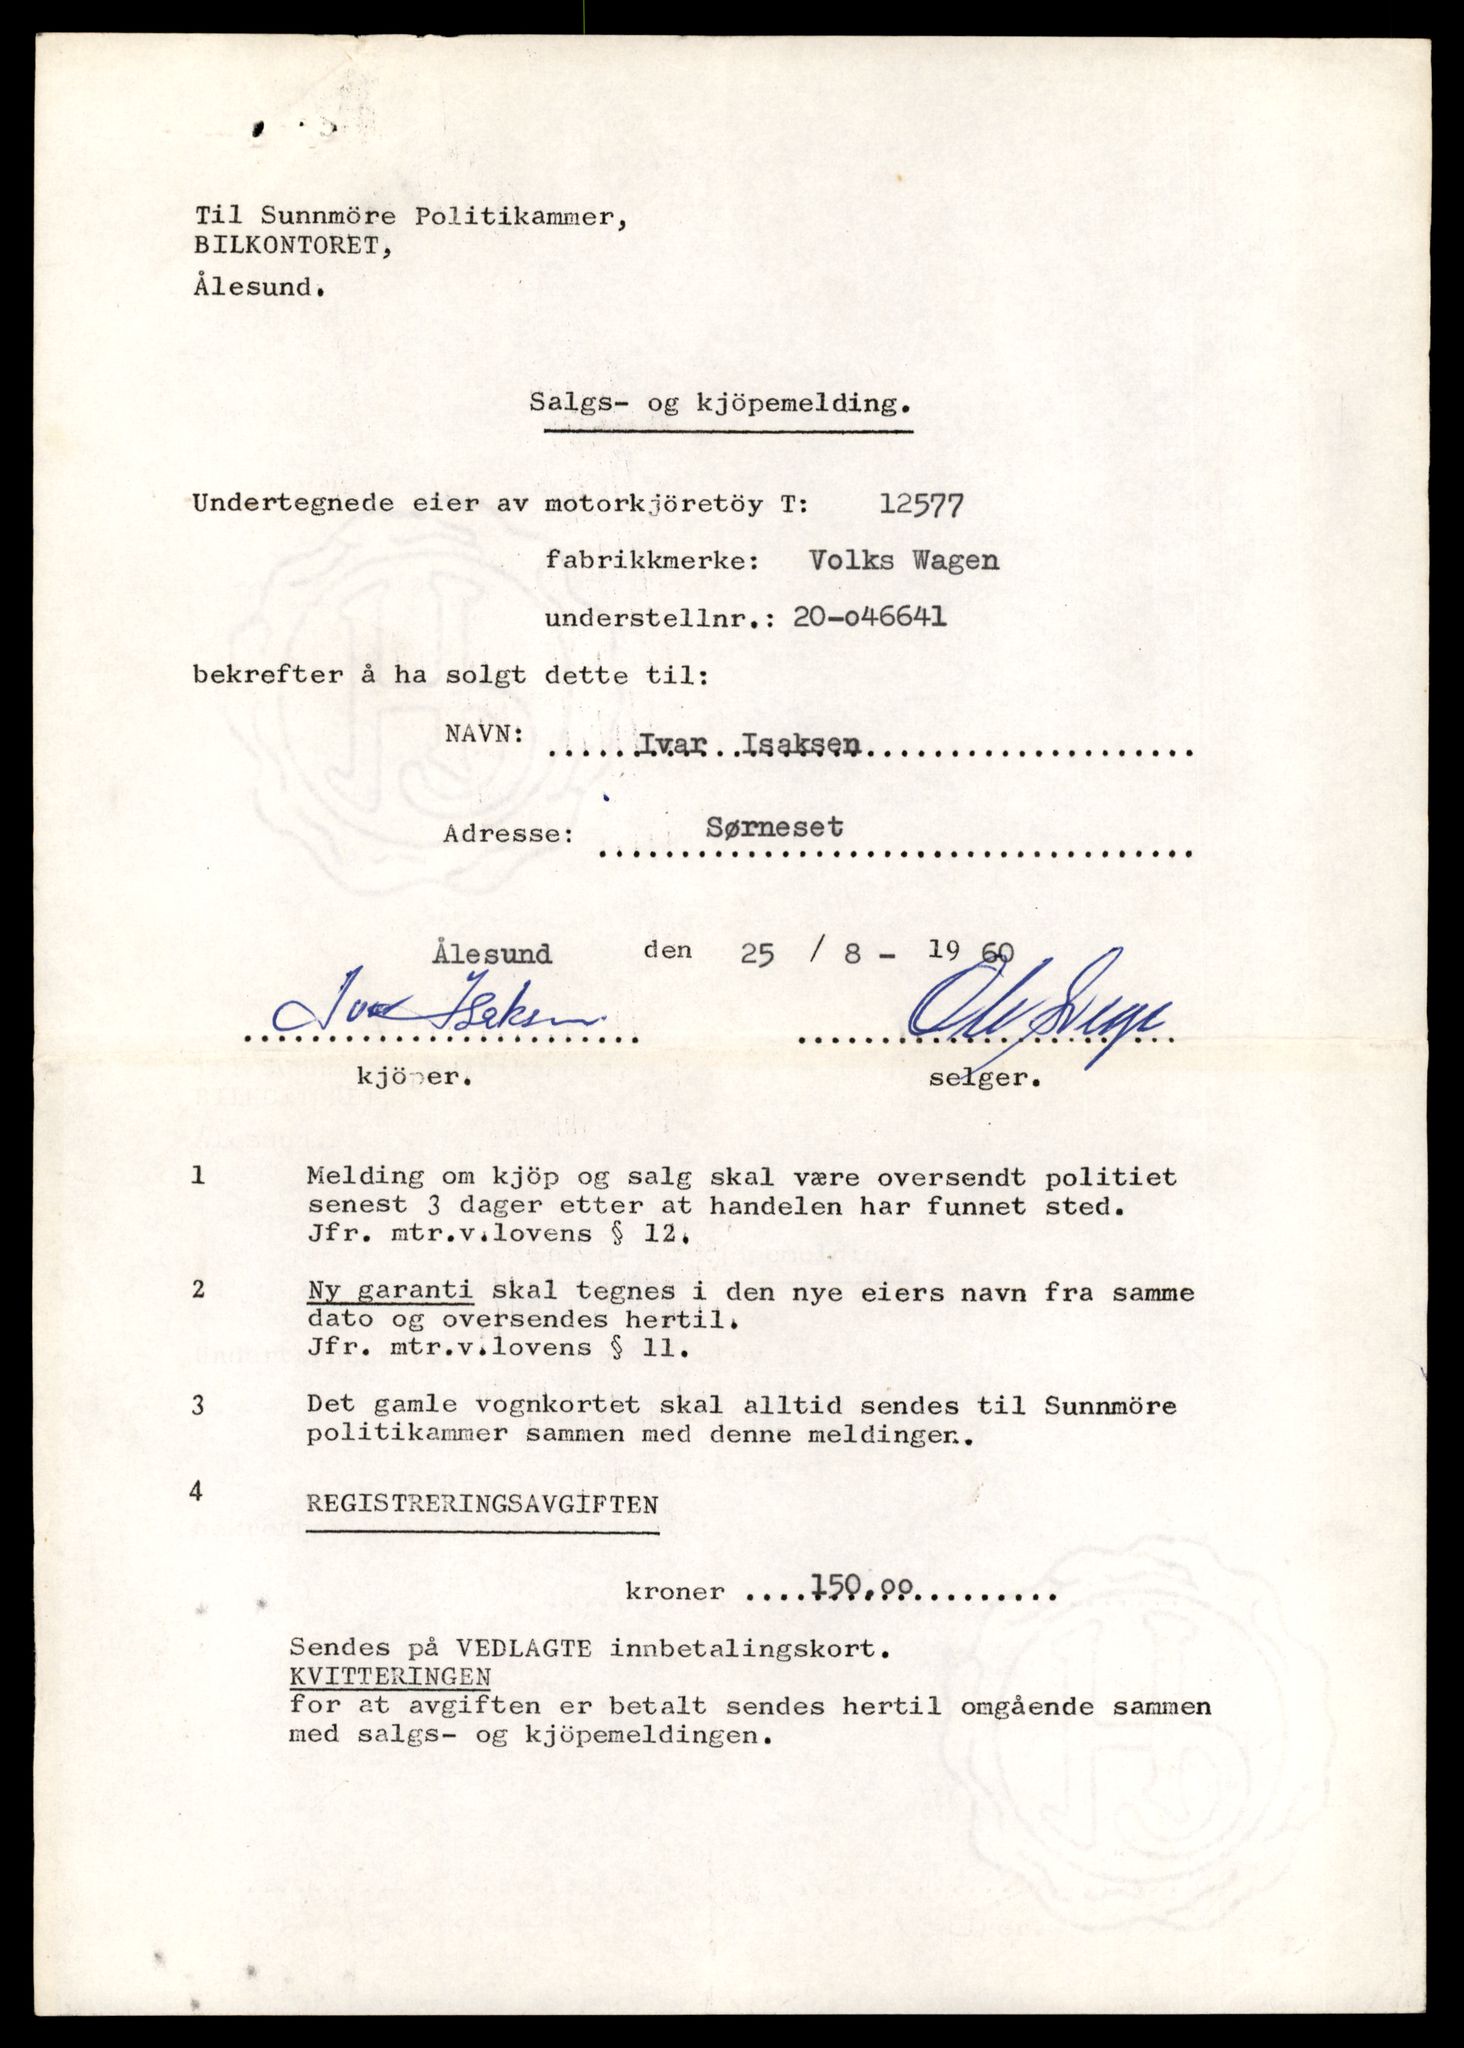 Til Sunnmöre Politikammer,
BILKONTORET,
Ålesund.
Salgs- og kjöpemelding.
Undertegnede eier av motorkjöretöy T: 12577
fabrikkmerke: Volks Wagen
understellnr.: 20-o46641
bekrefter å ha solgt dette til:
NAVN: Ivar Isaksen
Adresse: Sørneset
Ålesund den 25 / 8 - 19 60
Ivar Isaksen Ole
kjöper. selger.
1 Melding om kjöp og salg skal være oversendt politiet
senest 3 dager etter at handelen har funnet sted.
Jfr. mtr.v.lovens § 12.
2 Ny garanti skal tegnes i den nye eiers navn fra samme
dato og oversendes hertil.
Jfr. mtr.v.lovens § 11.
3 Det gamle vognkortet skal alltid sendes til Sunnmöre
politikammer sammen med denne meldingen.
4 REGISTRERINGSAVGIFTEN
kroner ....150,00..........
Sendes på VEDLAGTE innbetalingskort.
KVITTERINGEN
for at avgiften er betalt sendes hertil omgående sammen
med salgs- og kjöpemeldingen.